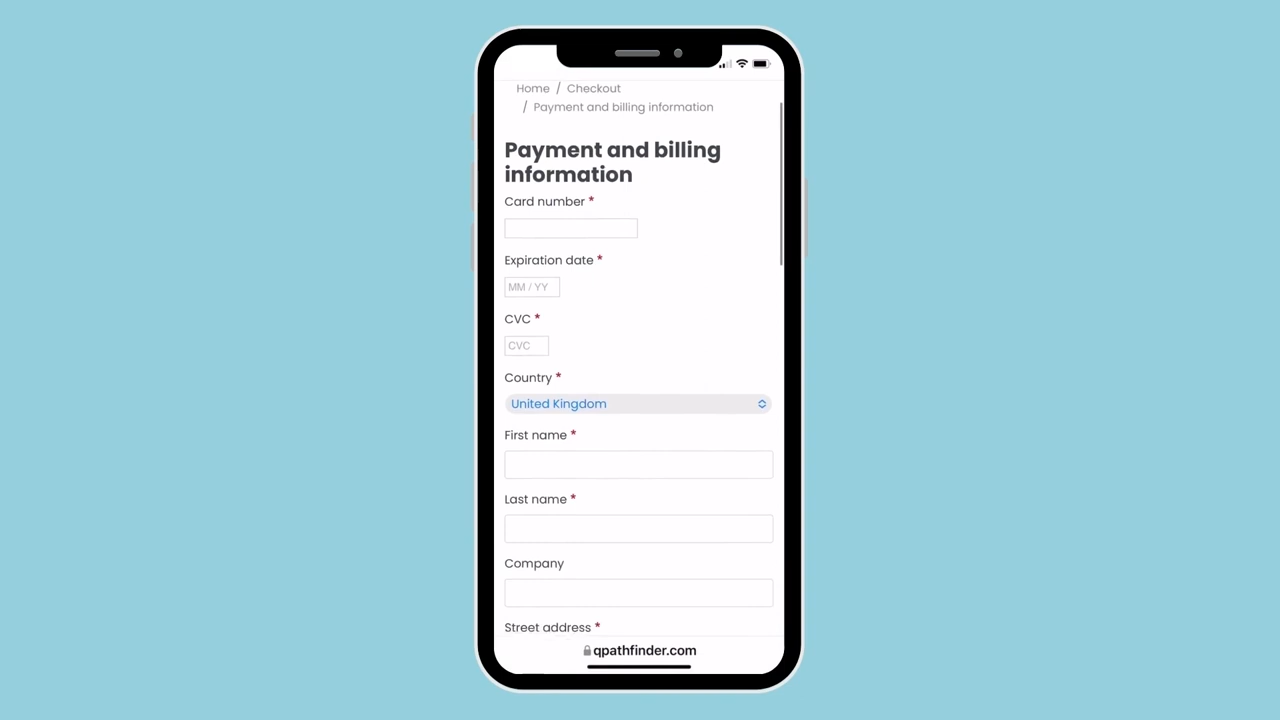 Home / Checkout
/ Payment and billing information
Payment and billing
information
Card number *
Expiration date *
MM / YY
CVC *
CVC
Country *
United Kingdom
First name *
Last name *
Company
Street address *
qpathfinder.com